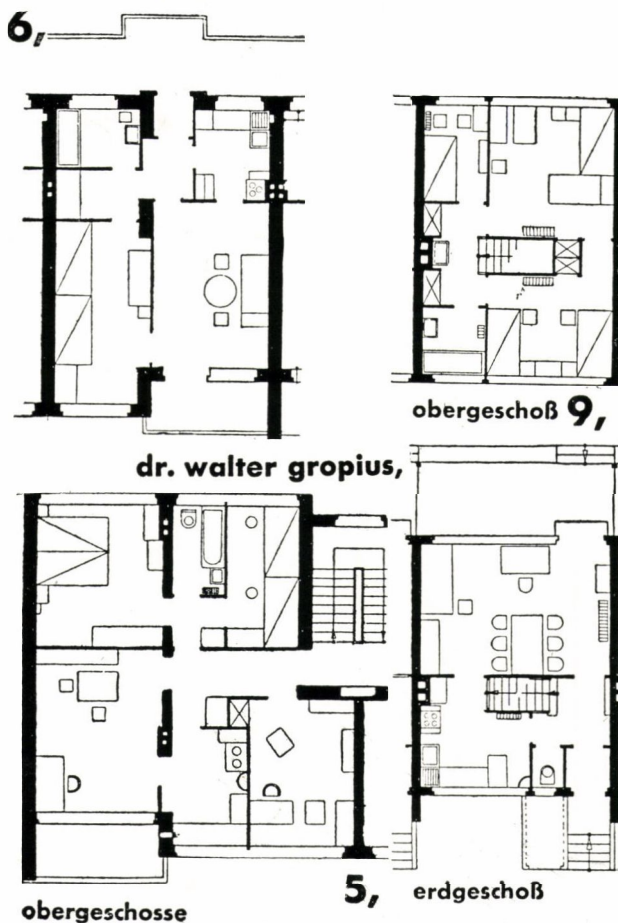 6,
obergeschoß 9,
dr. walter gropius,
5, erdgeschoß
obergeschosse